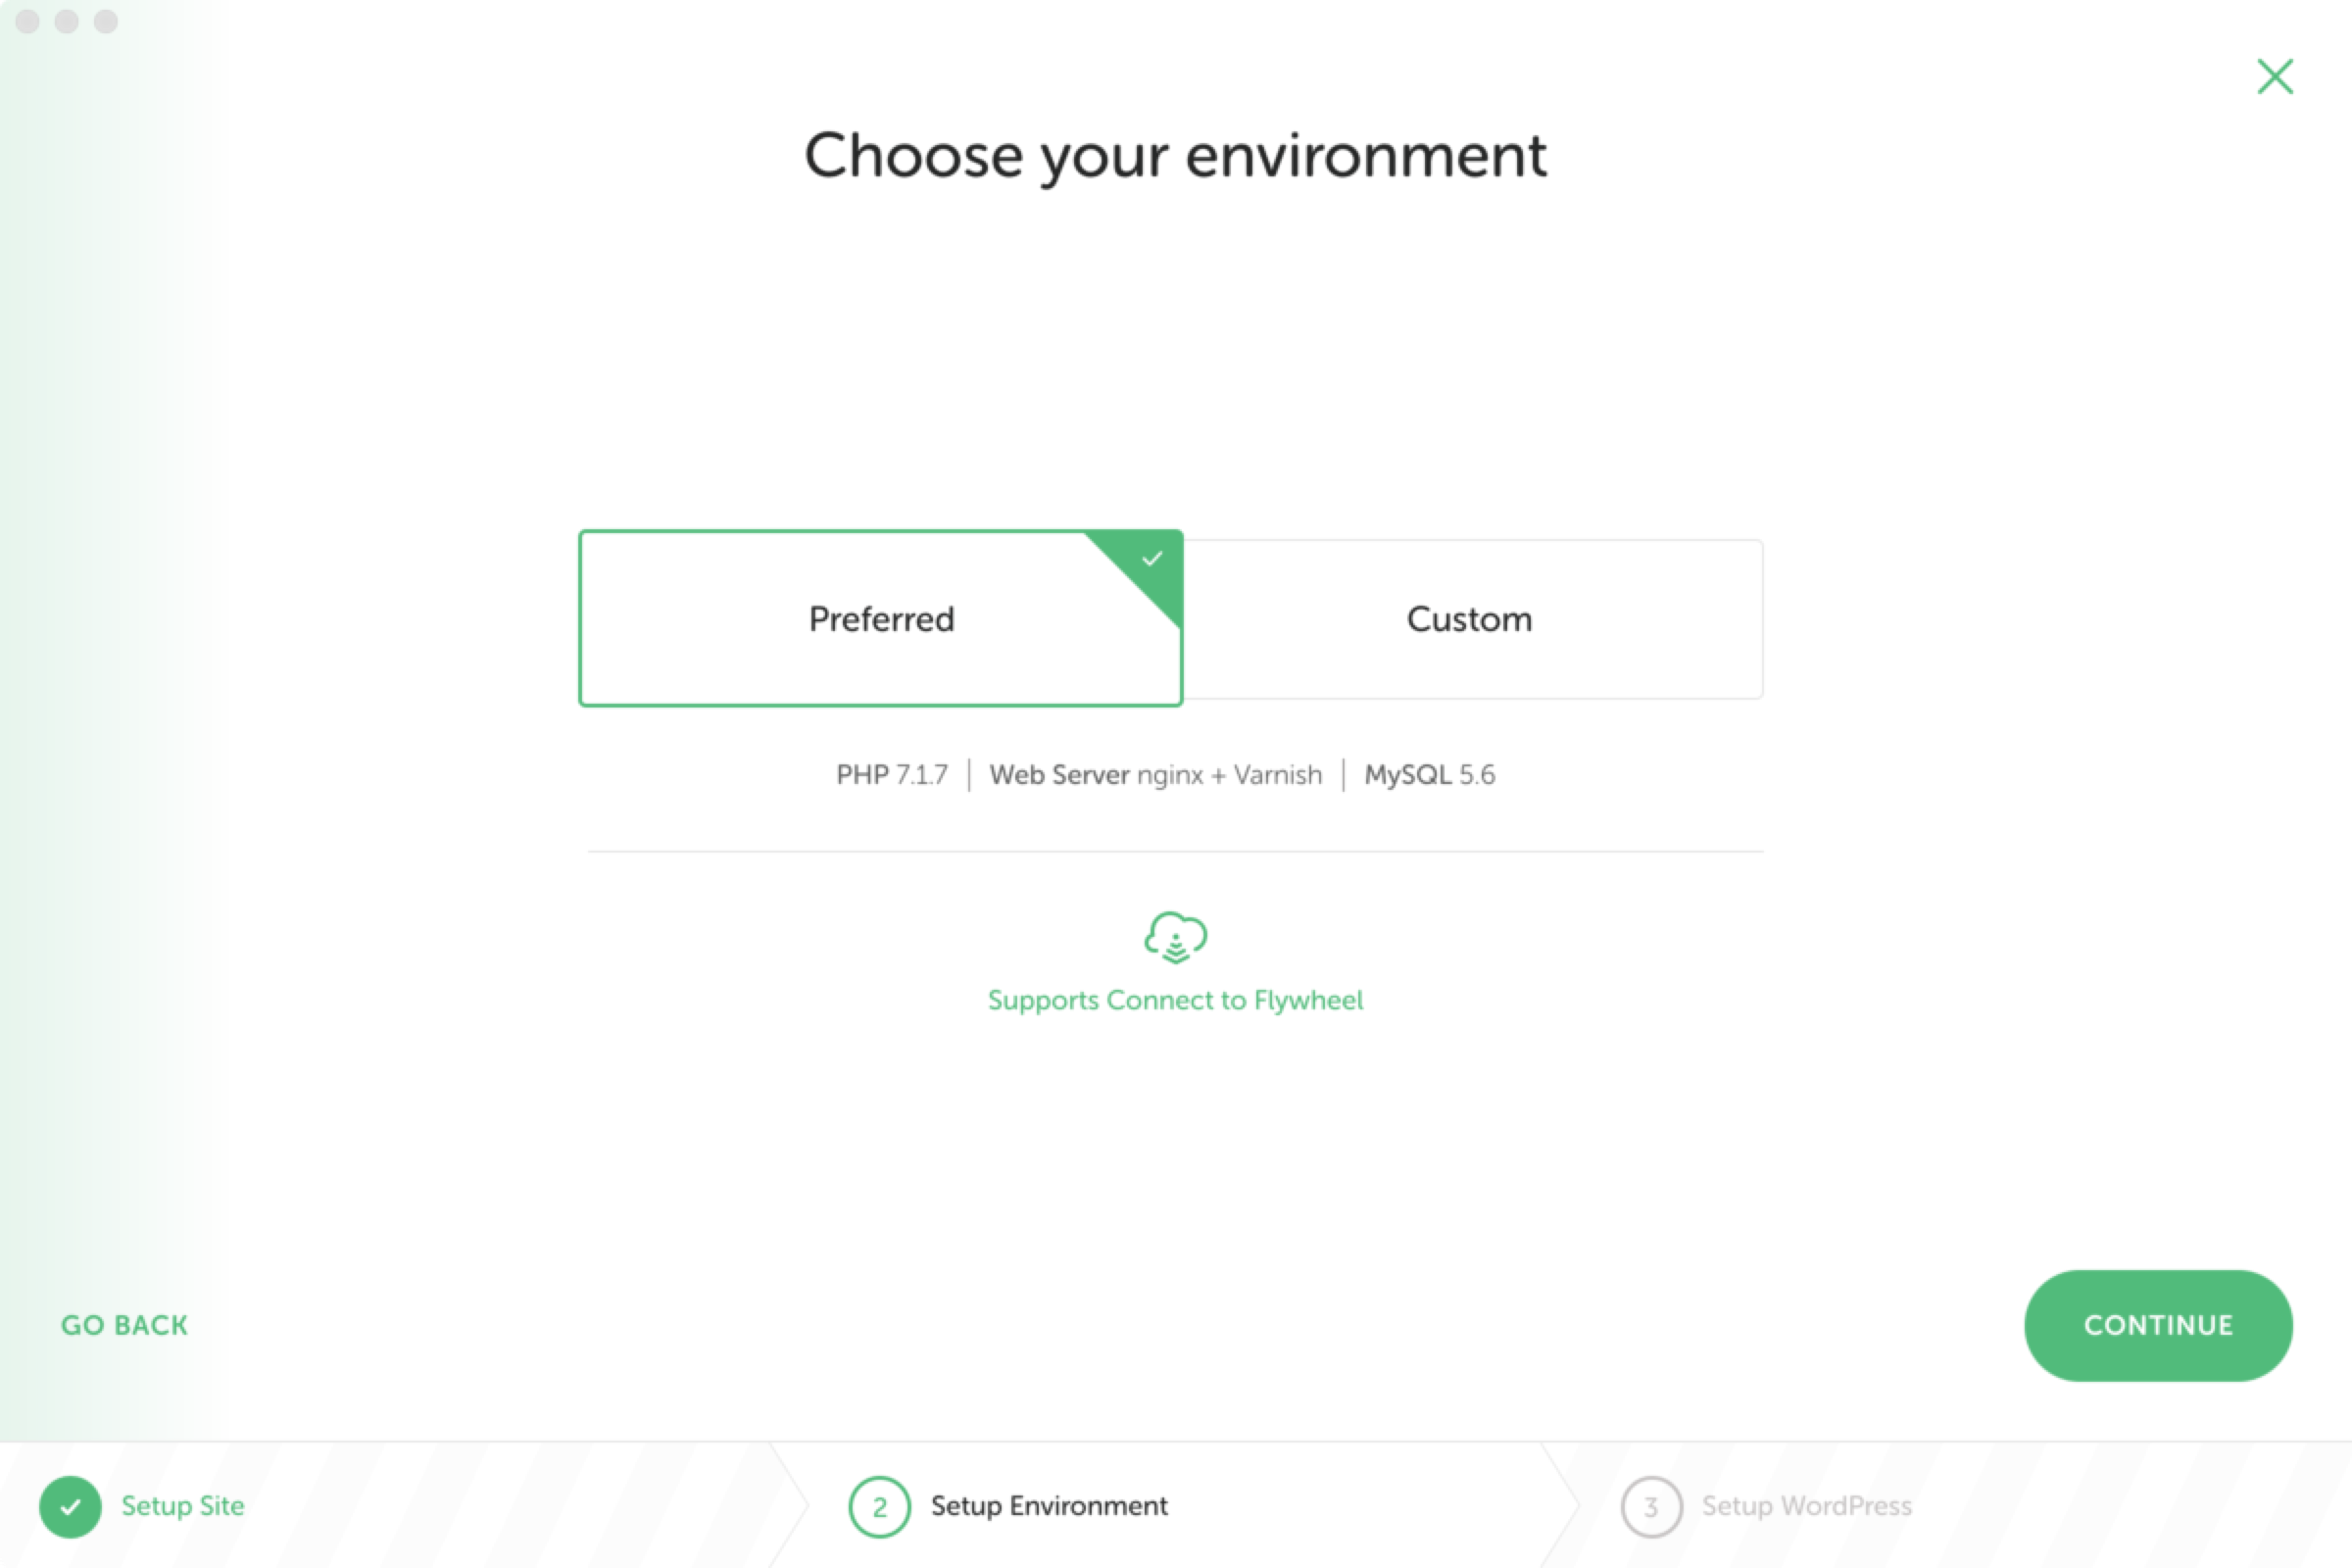 Choose your environment
Preferred
Custom
PHP 7.1.7 | Web Server nginx + Varnish | MySQL 5.6
Supports Connect to Flywheel
GO BACK
CONTINUE
Setup Site
2 Setup Environment
3 Setup WordPress